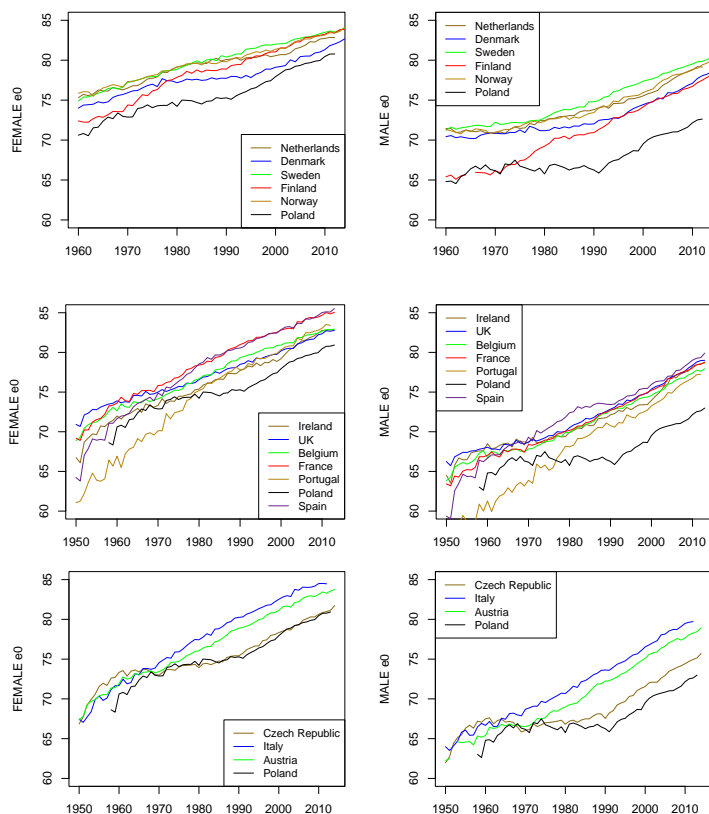 FEMALE e0
85
80
75
70
65
60
1960 1970 1980 1990 2000 2010
Netherlands
Denmark
Sweden
Finland
Norway
Poland
MALE e0
85
80
75
70
65
60
1960 1970 1980 1990 2000 2010
Netherlands
Denmark
Sweden
Finland
Norway
Poland
FEMALE e0
85
80
75
70
65
60
1950 1960 1970 1980 1990 2000 2010
Ireland
UK
Belgium
France
Portugal
Poland
Spain
MALE e0
85
80
75
70
65
60
1950 1960 1970 1980 1990 2000 2010
Ireland
UK
Belgium
France
Portugal
Poland
Spain
FEMALE e0
85
80
75
70
65
60
1950 1960 1970 1980 1990 2000 2010
Czech Republic
Italy
Austria
Poland
MALE e0
85
80
75
70
65
60
1950 1960 1970 1980 1990 2000 2010
Czech Republic
Italy
Austria
Poland